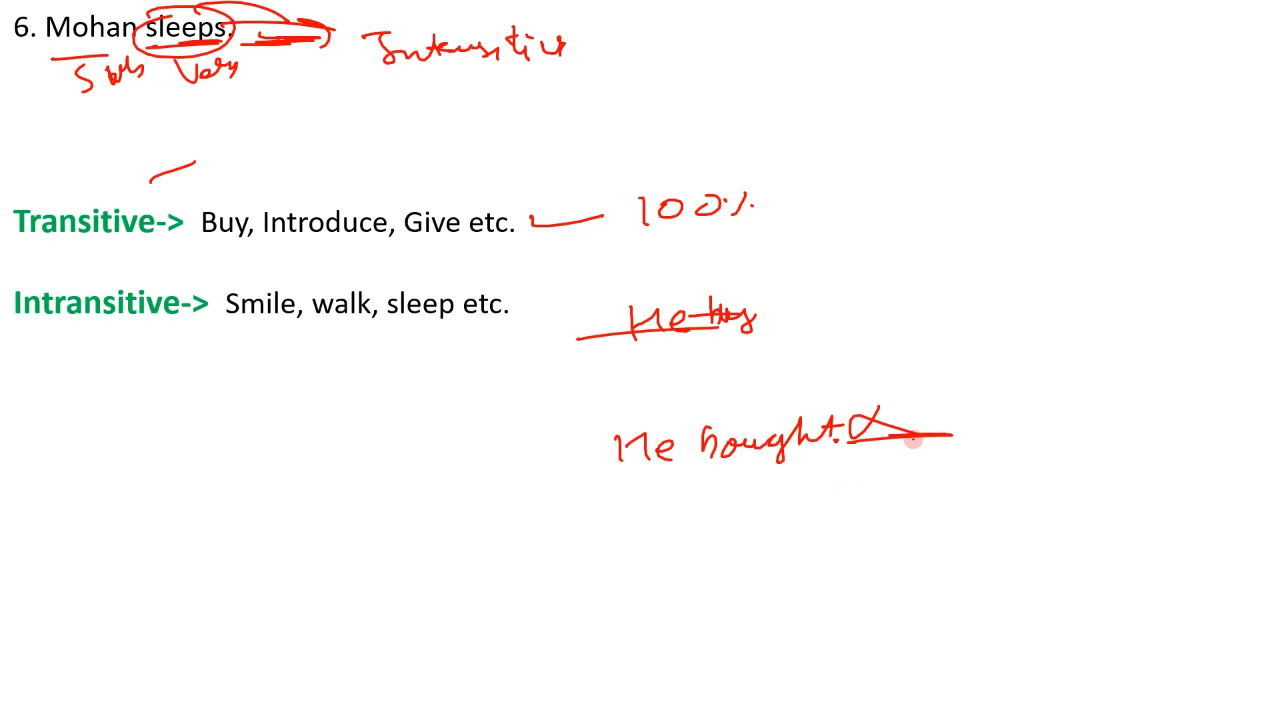 6. Mohan sleeps.
Intransitive
Sub Verb
Transitive-> Buy, Introduce, Give etc. 100%
Intransitive-> Smile, walk, sleep etc.
He
He bought.